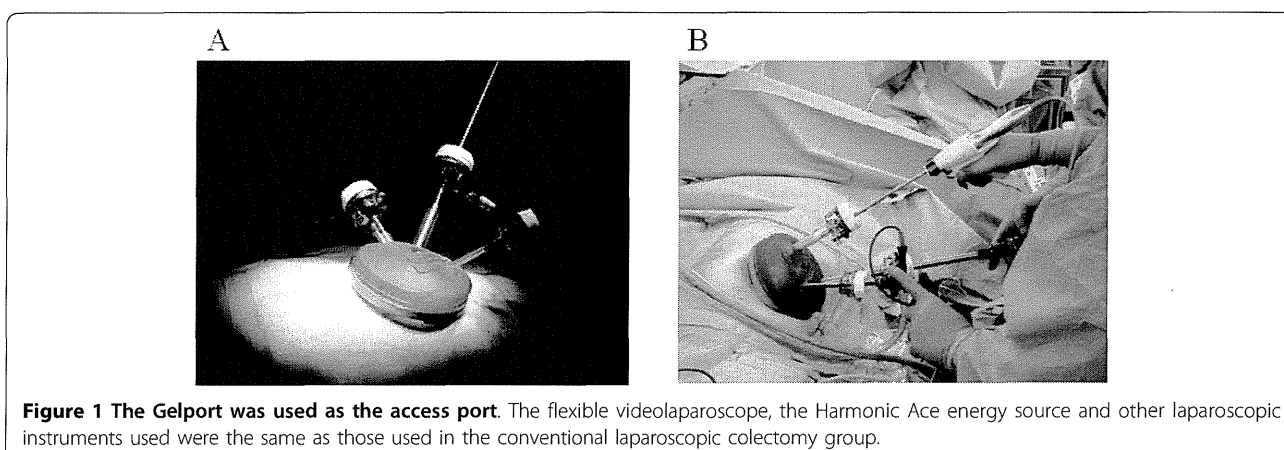 A
B
Figure 1 The Gelport was used as the access port. The flexible videolaparoscope, the Harmonic Ace energy source and other laparoscopic
instruments used were the same as those used in the conventional laparoscopic colectomy group.